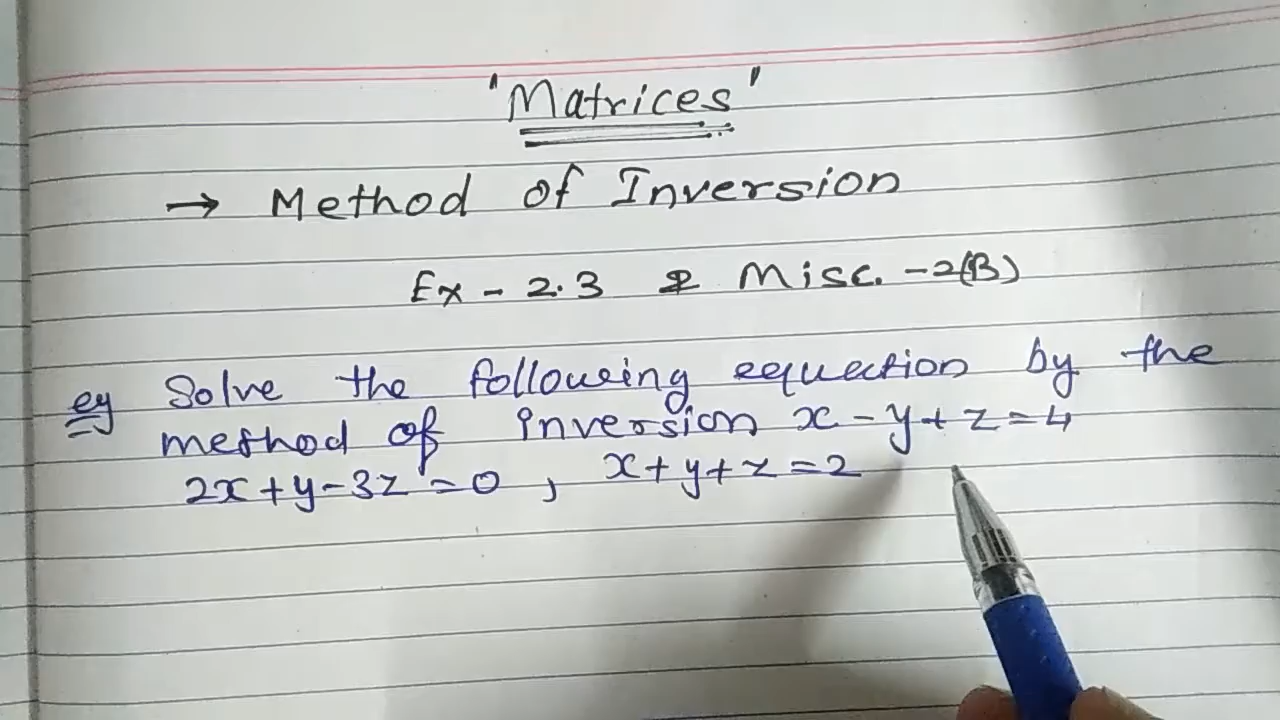 'Matrices'
→ Method of Inversion
Ex - 2.3 & Misc. - 2(B)
eg Solve the following equation by the
method of inversion x - y + z = 4
2x + y - 3z = 0 , x + y + z = 2